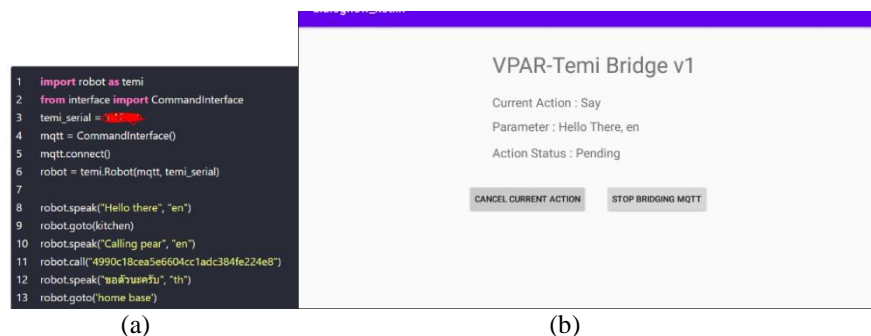 1 import robot as temi
2 from interface import CommandInterface
3 temi_serial =
4 mqtt = CommandInterface()
5 mqtt.connect()
6 robot = temi.Robot(mqtt, temi_serial)
7
8 robot.speak("Hello there", "en")
9 robot.goto(kitchen)
10 robot.speak("Calling pear", "en")
11 robot.call("4990c18cea5e6604cc1adc384fe224e8")
12 robot.speak("ขอตัวนะครับ", "th")
13 robot.goto('home base')
(a)
VPAR-Temi Bridge v1
Current Action : Say
Parameter : Hello There, en
Action Status : Pending
CANCEL CURRENT ACTION STOP BRIDGING MQTT
(b)